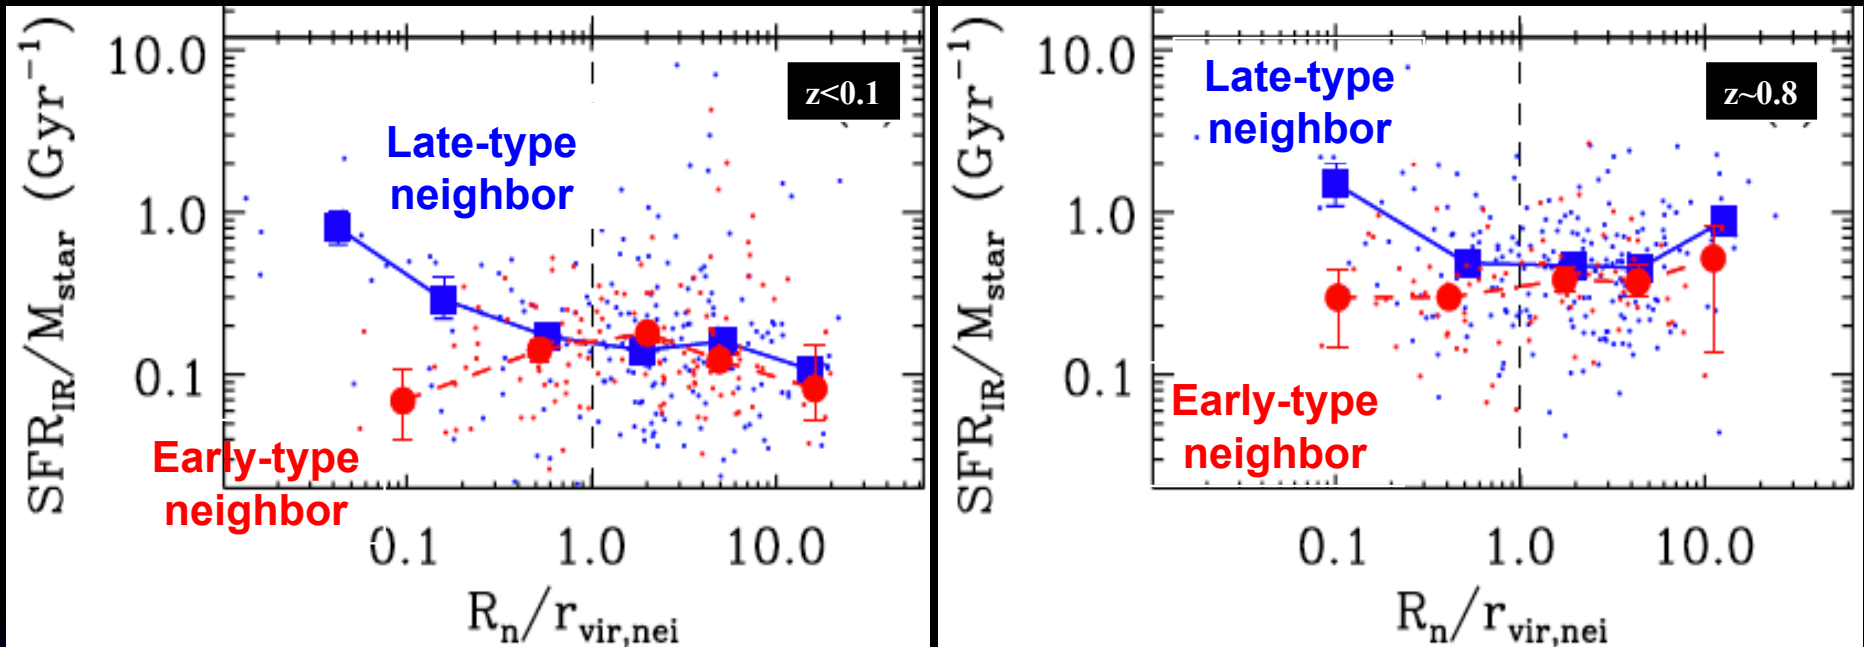 SFR_IR/M_star (Gyr^-1)
10.0
1.0
0.1
z<0.1
Late-type
neighbor
Early-type
neighbor
0.1 1.0 10.0
R_n/r_vir,nei
SFR_IR/M_star (Gyr^-1)
10.0
1.0
0.1
z~0.8
Late-type
neighbor
Early-type
neighbor
0.1 1.0 10.0
R_n/r_vir,nei